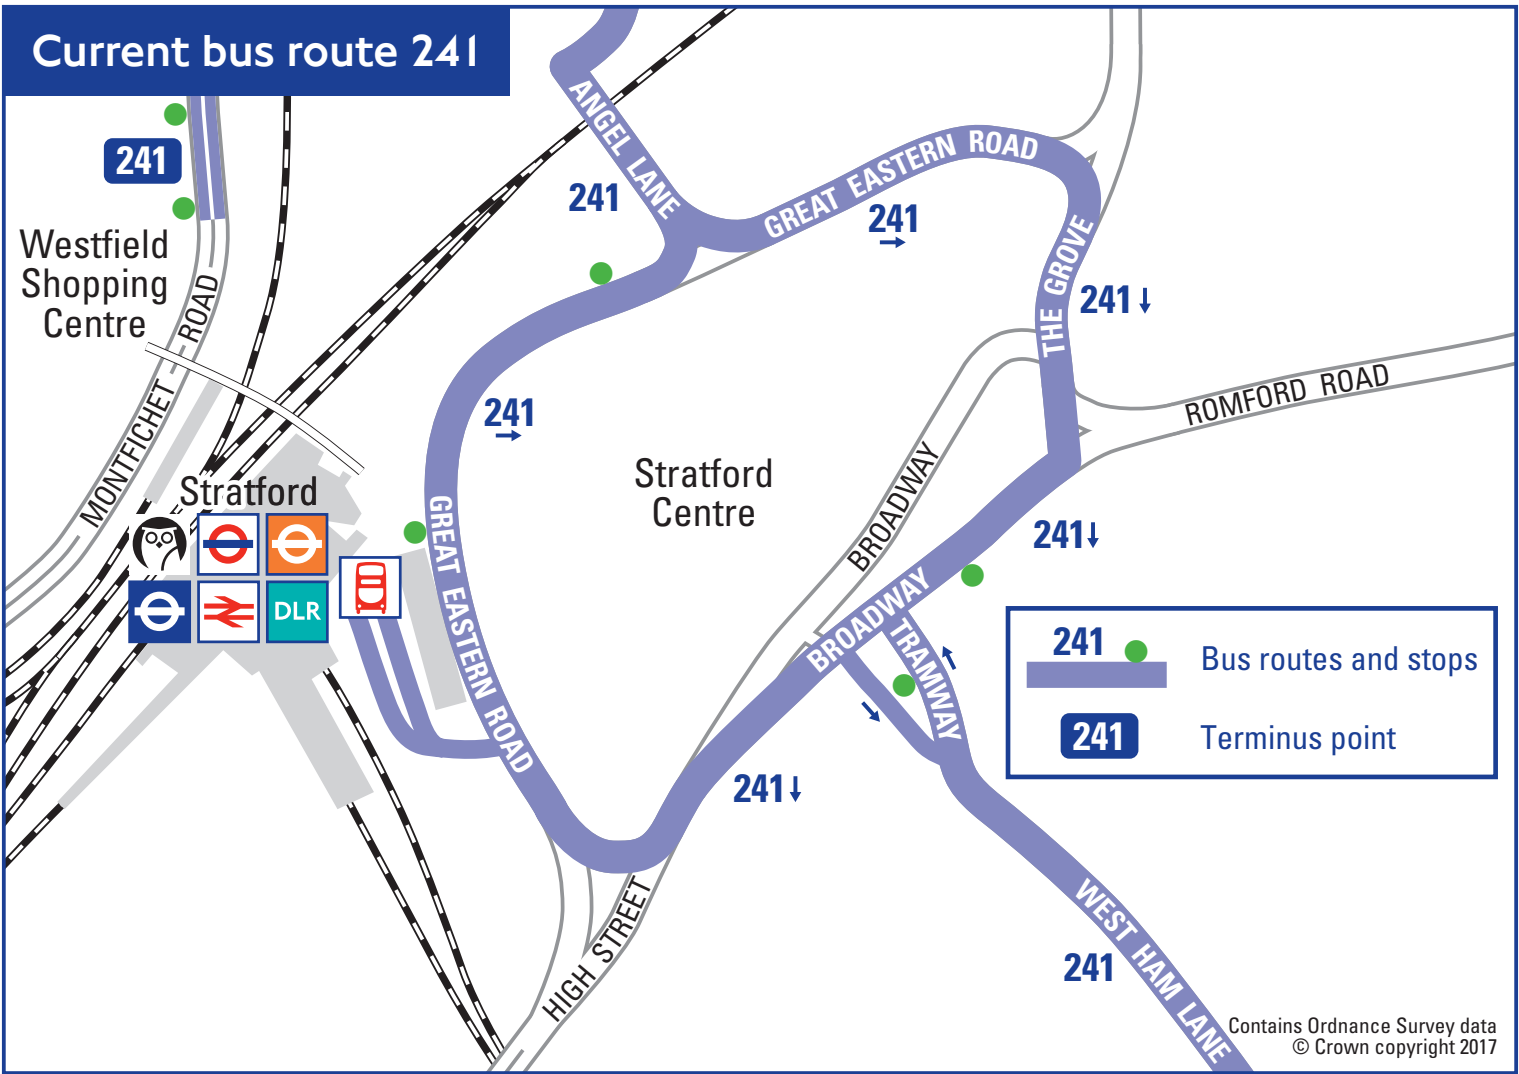 Current bus route 241
241
Westfield
Shopping
Centre
MONTFICHET ROAD
ANGEL LANE
241
GREAT EASTERN ROAD
241
THE GROVE
241
ROMFORD ROAD
241
Stratford
Centre
BROADWAY
Stratford
DLR
GREAT EASTERN ROAD
241
BROADWAY
TRAMWAY
241
HIGH STREET
WEST HAM LANE
241
241
Bus routes and stops
241
Terminus point
Contains Ordnance Survey data
© Crown copyright 2017